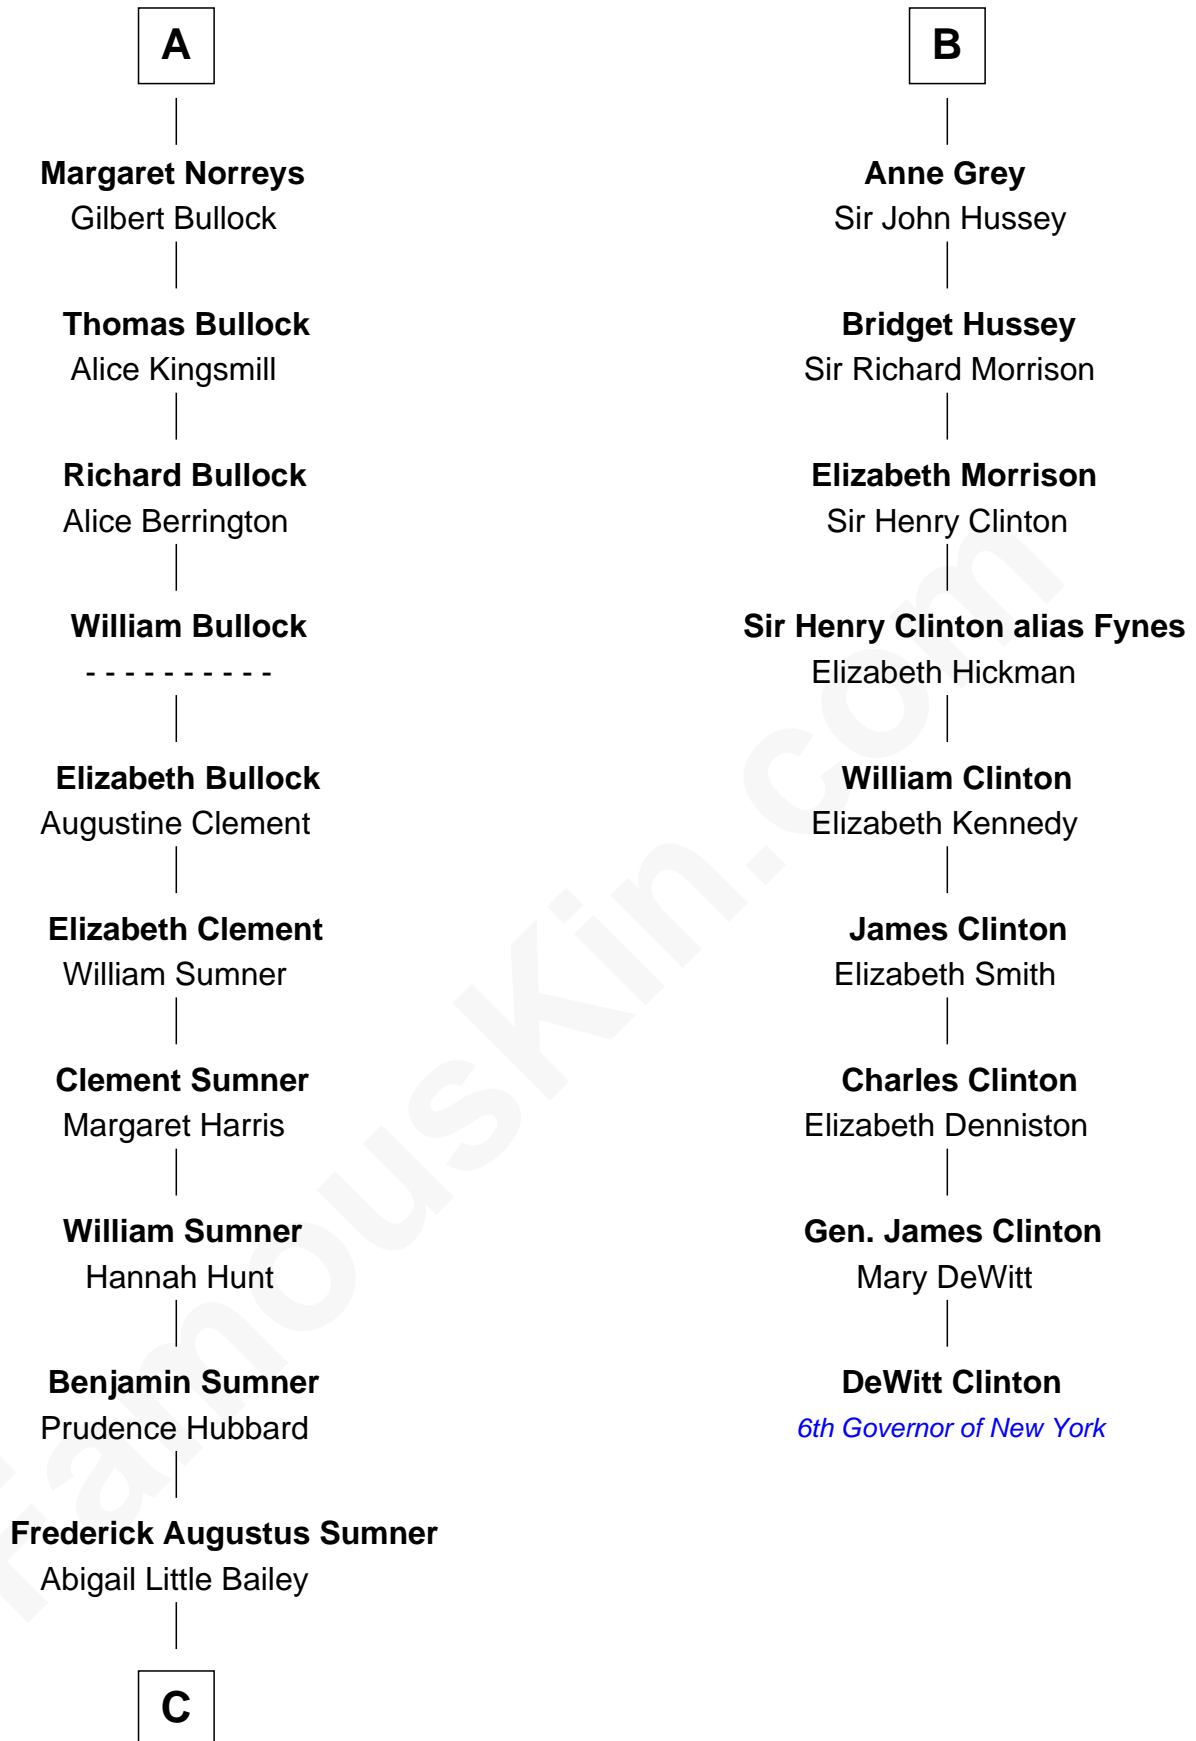 A
Margaret Norreys
Gilbert Bullock
Thomas Bullock
Alice Kingsmill
Richard Bullock
Alice Berrington
William Bullock
- - - - - - - - - -
Elizabeth Bullock
Augustine Clement
Elizabeth Clement
William Sumner
Clement Sumner
Margaret Harris
William Sumner
Hannah Hunt
Benjamin Sumner
Prudence Hubbard
Frederick Augustus Sumner
Abigail Little Bailey
C
B
Anne Grey
Sir John Hussey
Bridget Hussey
Sir Richard Morrison
Elizabeth Morrison
Sir Henry Clinton
Sir Henry Clinton alias Fynes
Elizabeth Hickman
William Clinton
Elizabeth Kennedy
James Clinton
Elizabeth Smith
Charles Clinton
Elizabeth Denniston
Gen. James Clinton
Mary DeWitt
DeWitt Clinton
6th Governor of New York
FamousKin.com